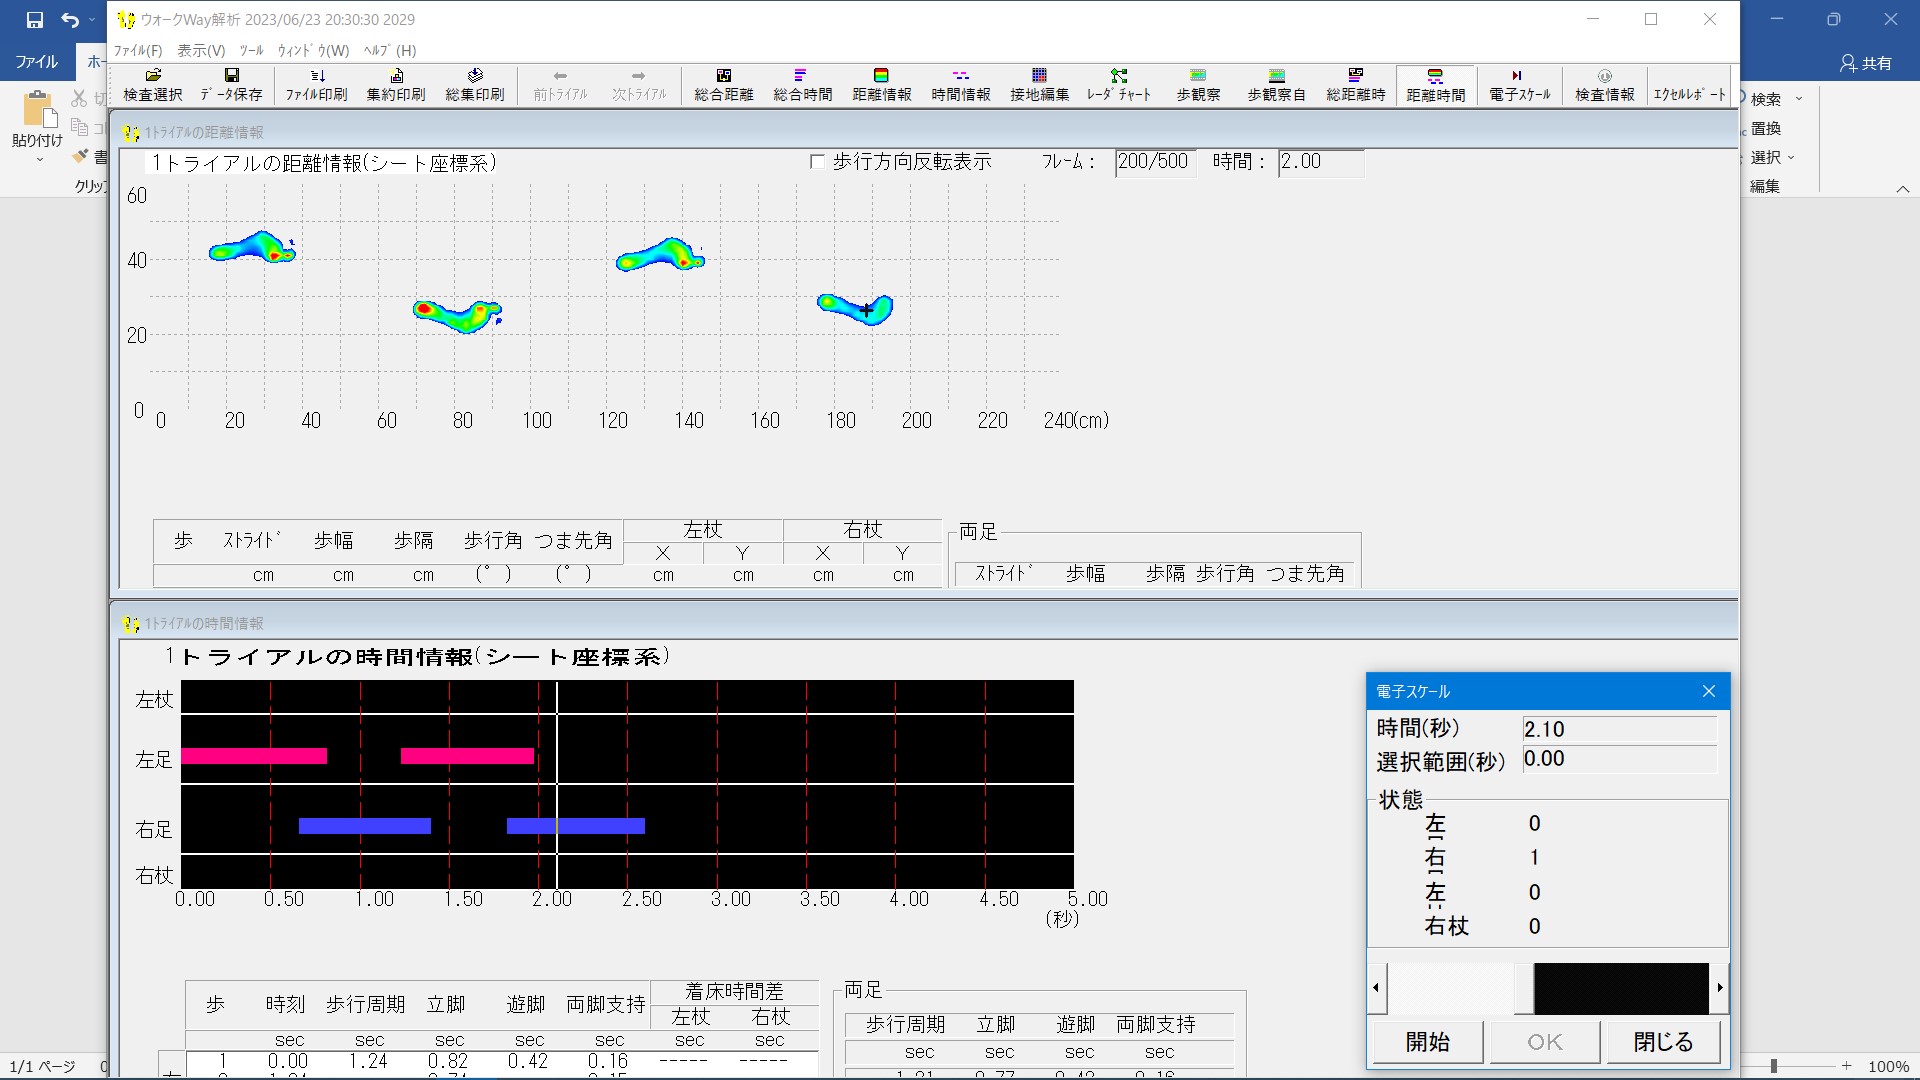 ウォークWay解析 2023/06/23 20:30:30 2029
ファイル
ホー
共有
ﾌｧｲﾙ(F) 表示(V) ﾂｰﾙ ｳｨﾝﾄﾞｳ(W) ﾍﾙﾌﾟ(H)
検査選択 ﾃﾞｰﾀ保存 ﾌｧｲﾙ印刷 集約印刷 総集印刷 前ﾄﾗｲｱﾙ 次ﾄﾗｲｱﾙ 総合距離 総合時間 距離情報 時間情報 接地編集 ﾚｰﾀﾞﾁｬｰﾄ 歩観察 歩観察自 総距離時 距離時間 電子ｽｹｰﾙ 検査情報 ｴｸｾﾙﾚﾎﾟｰﾄ
貼り付け
切
コピ
書
クリップ
検索
置換
選択
編集
1ﾄﾗｲｱﾙの距離情報
1トライアルの距離情報(シート座標系)
歩行方向反転表示
ﾌﾚｰﾑ： 200/500
時間： 2.00
60
40
20
0
0 20 40 60 80 100 120 140 160 180 200 220 240(cm)
歩 ｽﾄﾗｲﾄﾞ 歩幅 歩隔 歩行角 つま先角 左杖 右杖
X Y X Y
cm cm cm (°) (°) cm cm cm cm
両足
ｽﾄﾗｲﾄﾞ 歩幅 歩隔 歩行角 つま先角
1ﾄﾗｲｱﾙの時間情報
1トライアルの時間情報(シート座標系)
左杖
左足
右足
右杖
0.00 0.50 1.00 1.50 2.00 2.50 3.00 3.50 4.00 4.50 5.00
(秒)
歩 時刻 歩行周期 立脚 遊脚 両脚支持 着床時間差
左杖 右杖
sec sec sec sec sec sec sec
1 0.00 1.24 0.82 0.42 0.16 ----- -----
両足
歩行周期 立脚 遊脚 両脚支持
sec sec sec sec
1.21 0.77 0.43 0.16
電子スケール
時間(秒) 2.10
選択範囲(秒) 0.00
状態
左 0
右 1
左 0
右杖 0
開始 OK 閉じる
1/1 ページ
100%